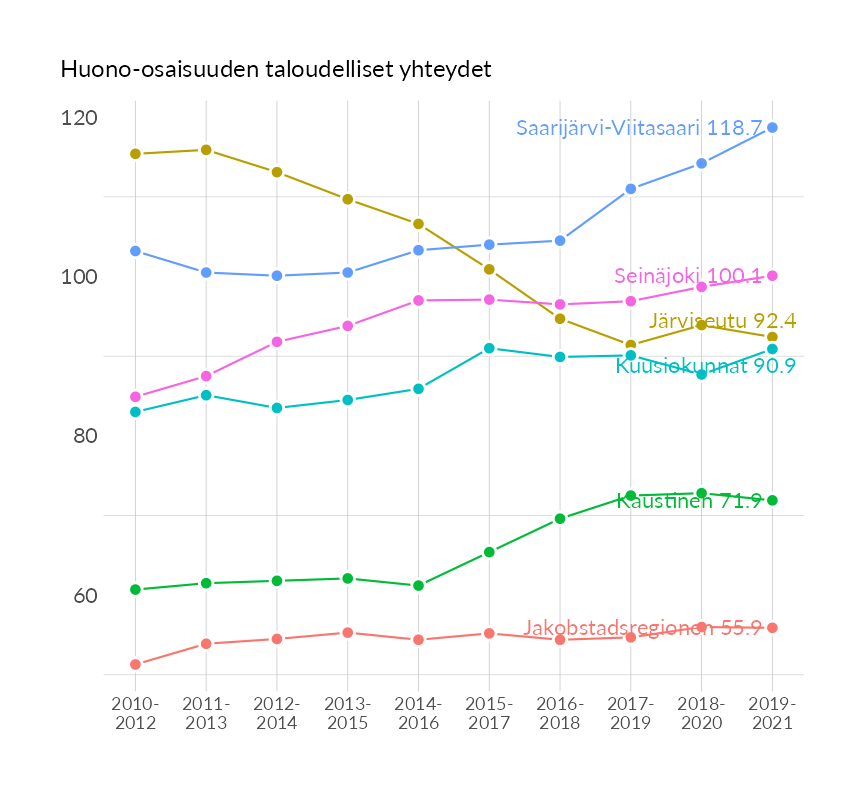 Huono-osaisuuden taloudelliset yhteydet
120
Saarijärvi-Viitasaari 118.7
100
Seinäjoki 100.1
Järviseutu 92.4
Kuusiokunnat 90.9
80
Kaustinen 71.9
60
Jakobstadsregionen 55.9
2010- 2011- 2012- 2013- 2014- 2015- 2016- 2017- 2018- 2019-
2012 2013 2014 2015 2016 2017 2018 2019 2020 2021